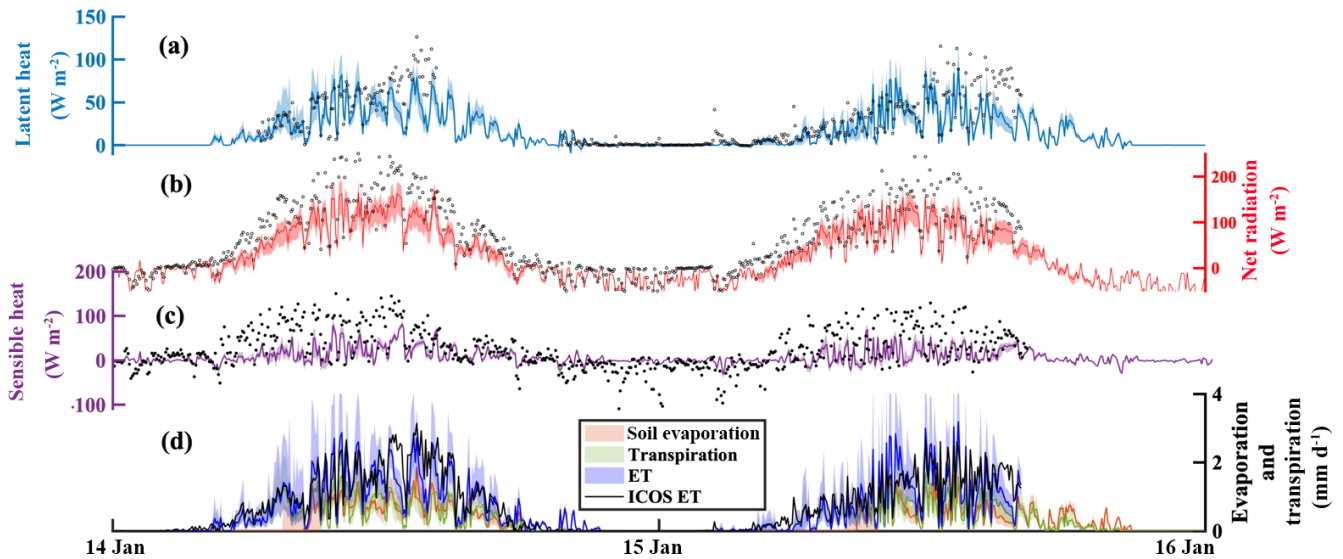 150
(a)
100
50
0
Latent heat
(W m⁻²)
(b)
200
100
0
Net radiation
(W m⁻²)
200
(c)
100
0
-100
Sensible heat
(W m⁻²)
4
(d)
Soil evaporation
Transpiration
ET
ICOS ET
2
0
Evaporation
and
transpiration
(mm d⁻¹)
14 Jan
15 Jan
16 Jan